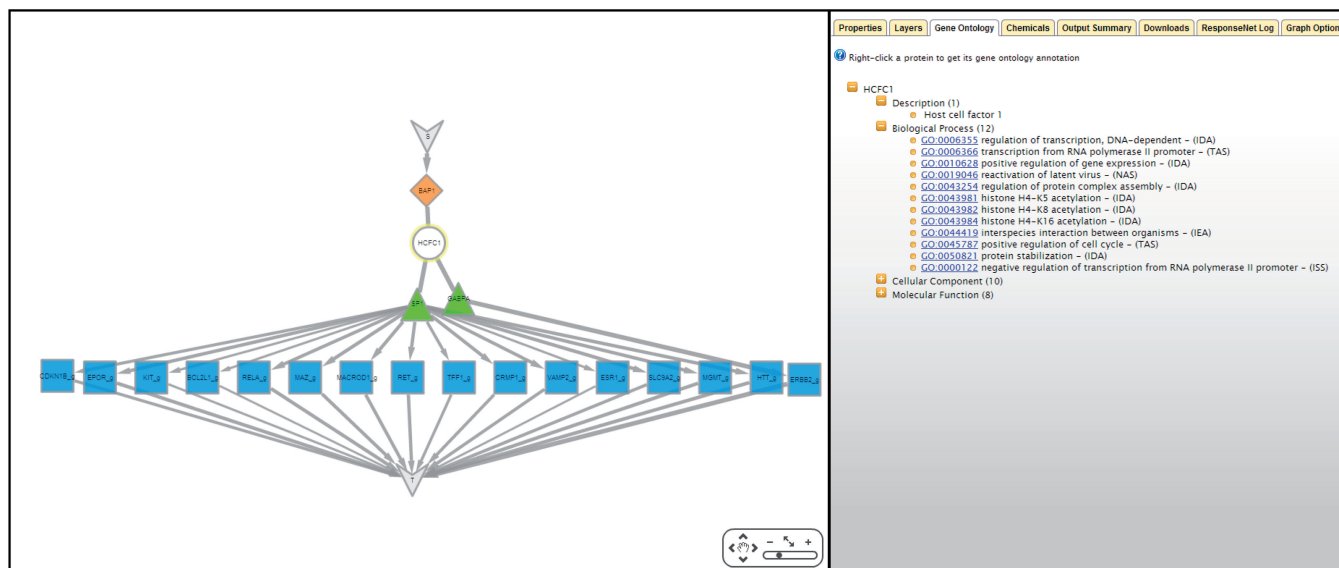 Properties Layers Gene Ontology Chemicals Output Summary Downloads ResponseNet Log Graph Option
Right-click a protein to get its gene ontology annotation
HCFC1
Description (1)
Host cell factor 1
Biological Process (12)
GO:0006355 regulation of transcription, DNA-dependent - (IDA)
GO:0006366 transcription from RNA polymerase II promoter - (TAS)
GO:0010628 positive regulation of gene expression - (IDA)
GO:0019046 reactivation of latent virus - (NAS)
GO:0043254 regulation of protein complex assembly - (IDA)
GO:0043981 histone H4-K5 acetylation - (IDA)
GO:0043982 histone H4-K8 acetylation - (IDA)
GO:0043984 histone H4-K16 acetylation - (IDA)
GO:0044419 interspecies interaction between organisms - (IEA)
GO:0045787 positive regulation of cell cycle - (TAS)
GO:0050821 protein stabilization - (IDA)
GO:0000122 negative regulation of transcription from RNA polymerase II promoter - (ISS)
Cellular Component (10)
Molecular Function (8)
S
BAP1
HCFC1
SP1 GABPA
CDKN1B_g EPOR_g KIT_g BCL2L1_g RELA_g MAZ_g MACROD1_g RET_g TFF1_g CRMP1_g VAMP2_g ESR1_g SLC9A2_g MGMT_g HTT_g ERBB2_g
T